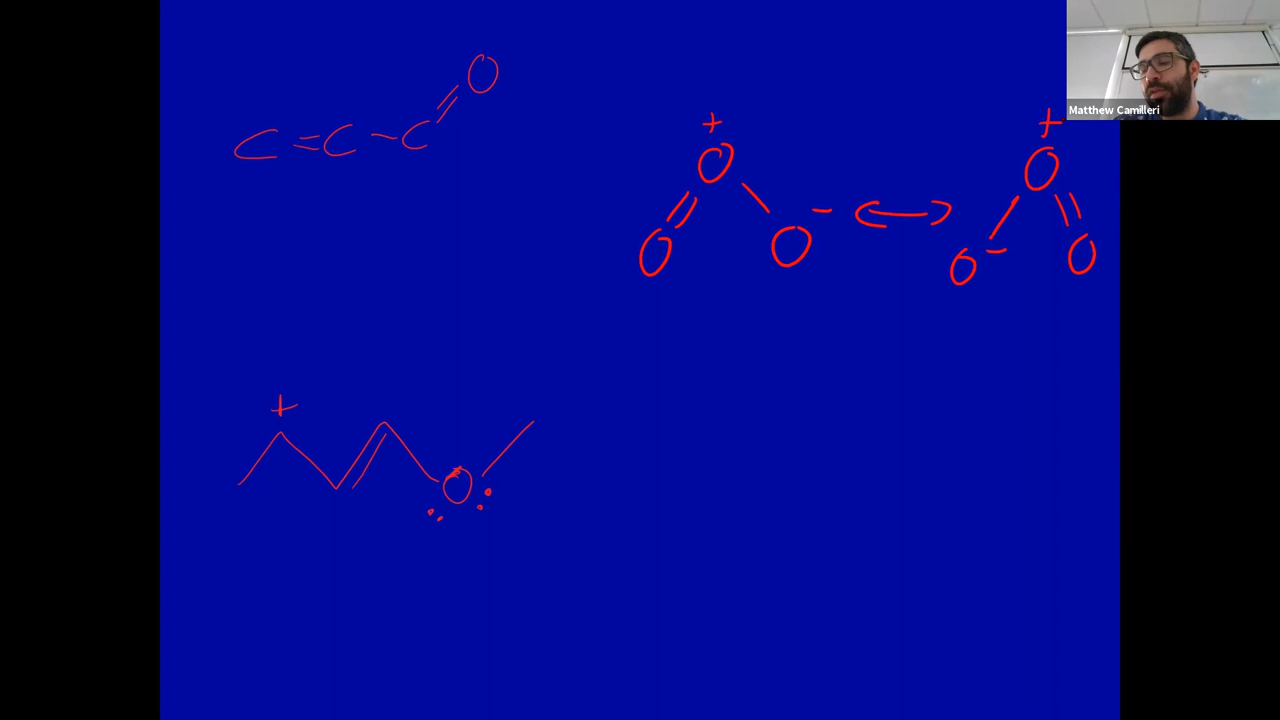 Matthew Camilleri
C = C - C = O
+ +
O = O - O - ⟷ O - - O = O
+
O